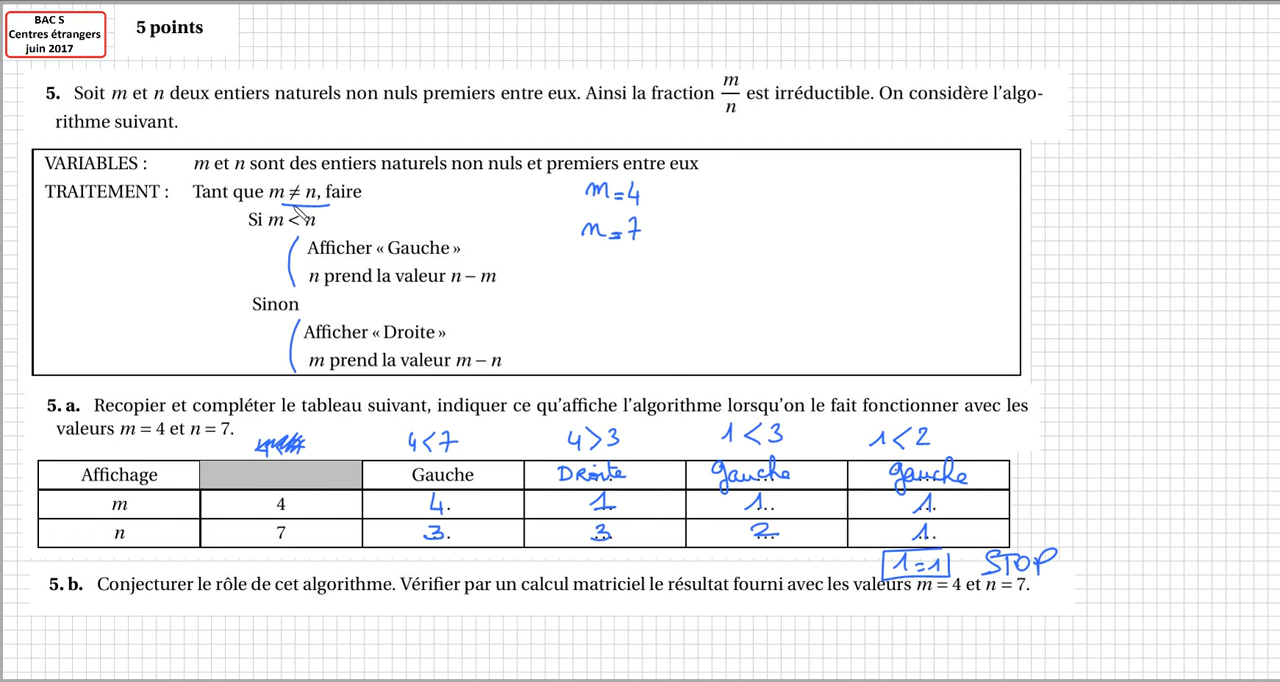 BAC S
Centres étrangers
juin 2017
5 points
5. Soit m et n deux entiers naturels non nuls premiers entre eux. Ainsi la fraction m/n est irréductible. On considère l'algo-
rithme suivant.
VARIABLES : m et n sont des entiers naturels non nuls et premiers entre eux
TRAITEMENT : Tant que m ≠ n, faire
m=4
Si m < n
n=7
Afficher « Gauche »
n prend la valeur n − m
Sinon
Afficher « Droite »
m prend la valeur m − n
5. a. Recopier et compléter le tableau suivant, indiquer ce qu'affiche l'algorithme lorsqu'on le fait fonctionner avec les
valeurs m = 4 et n = 7.
4<7 4>3 1<3 1<2
Affichage Gauche DRoite gauche gauche
m 4 4. 1 1.. 1.
n 7 3. 3 2 1.
1=1 STOP
5. b. Conjecturer le rôle de cet algorithme. Vérifier par un calcul matriciel le résultat fourni avec les valeurs m = 4 et n = 7.